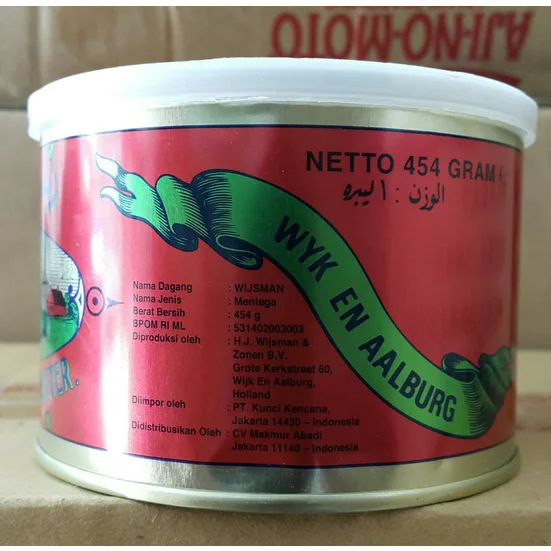 AJI-NO-MOTO
NETTO 454 GRAM
الوزن : ١ ليبره
WYK EN AALBURG
Nama Dagang : WIJSMAN
Nama Jenis : Mentega
Berat Bersih : 454 g
BPOM RI ML : 531402003003
Diproduksi oleh : H.J. Wijsman &
Zonen B.V.
Grote Kerkstraat 60,
Wijk En Aalburg,
Holland
Diimpor oleh : PT. Kunci Kencana.
Jakarta 14430 – Indonesia
Didistribusikan Oleh : CV Makmur Abadi
Jakarta 11140 – Indonesia